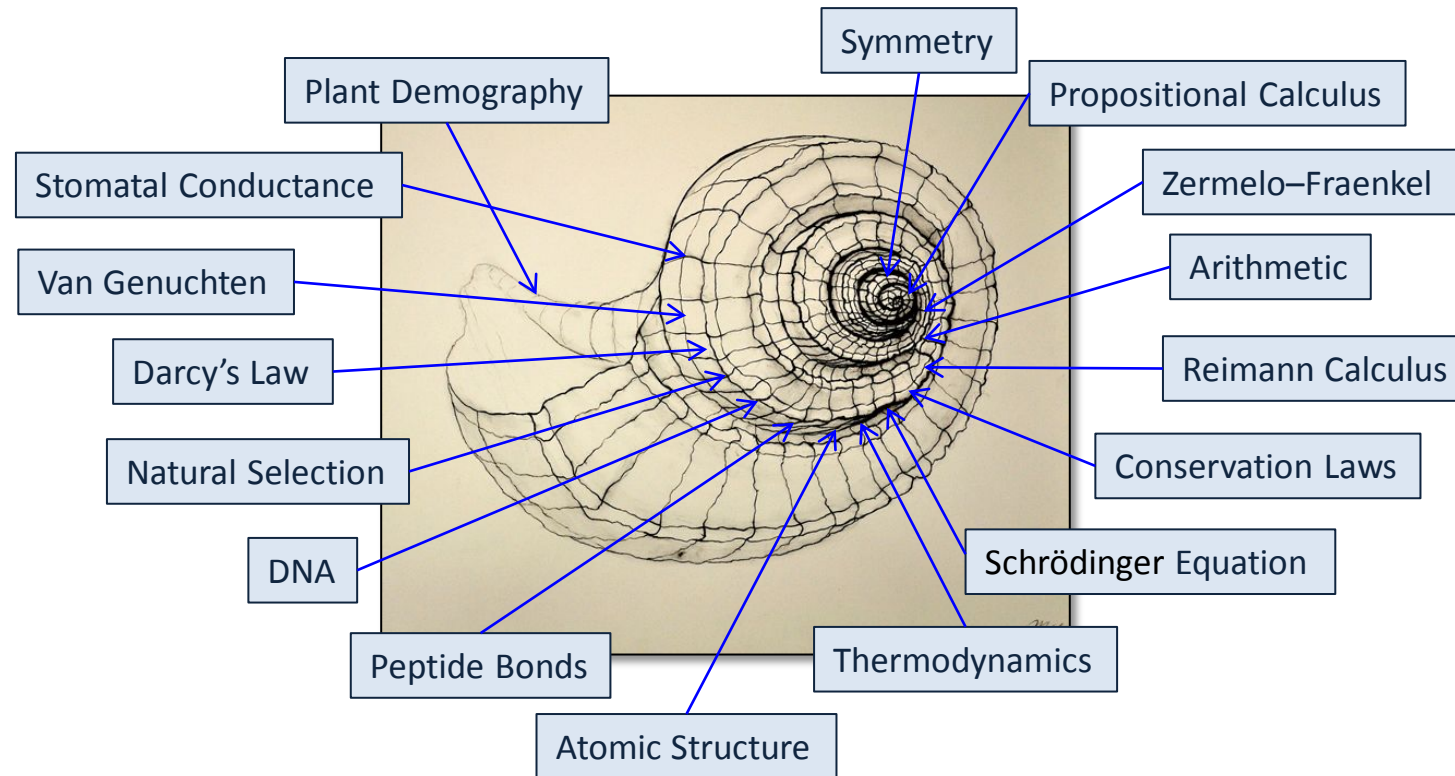 Symmetry
Plant Demography
Propositional Calculus
Stomatal Conductance
Zermelo–Fraenkel
Van Genuchten
Arithmetic
Darcy's Law
Reimann Calculus
Natural Selection
Conservation Laws
DNA
Schrödinger Equation
Peptide Bonds
Thermodynamics
Atomic Structure